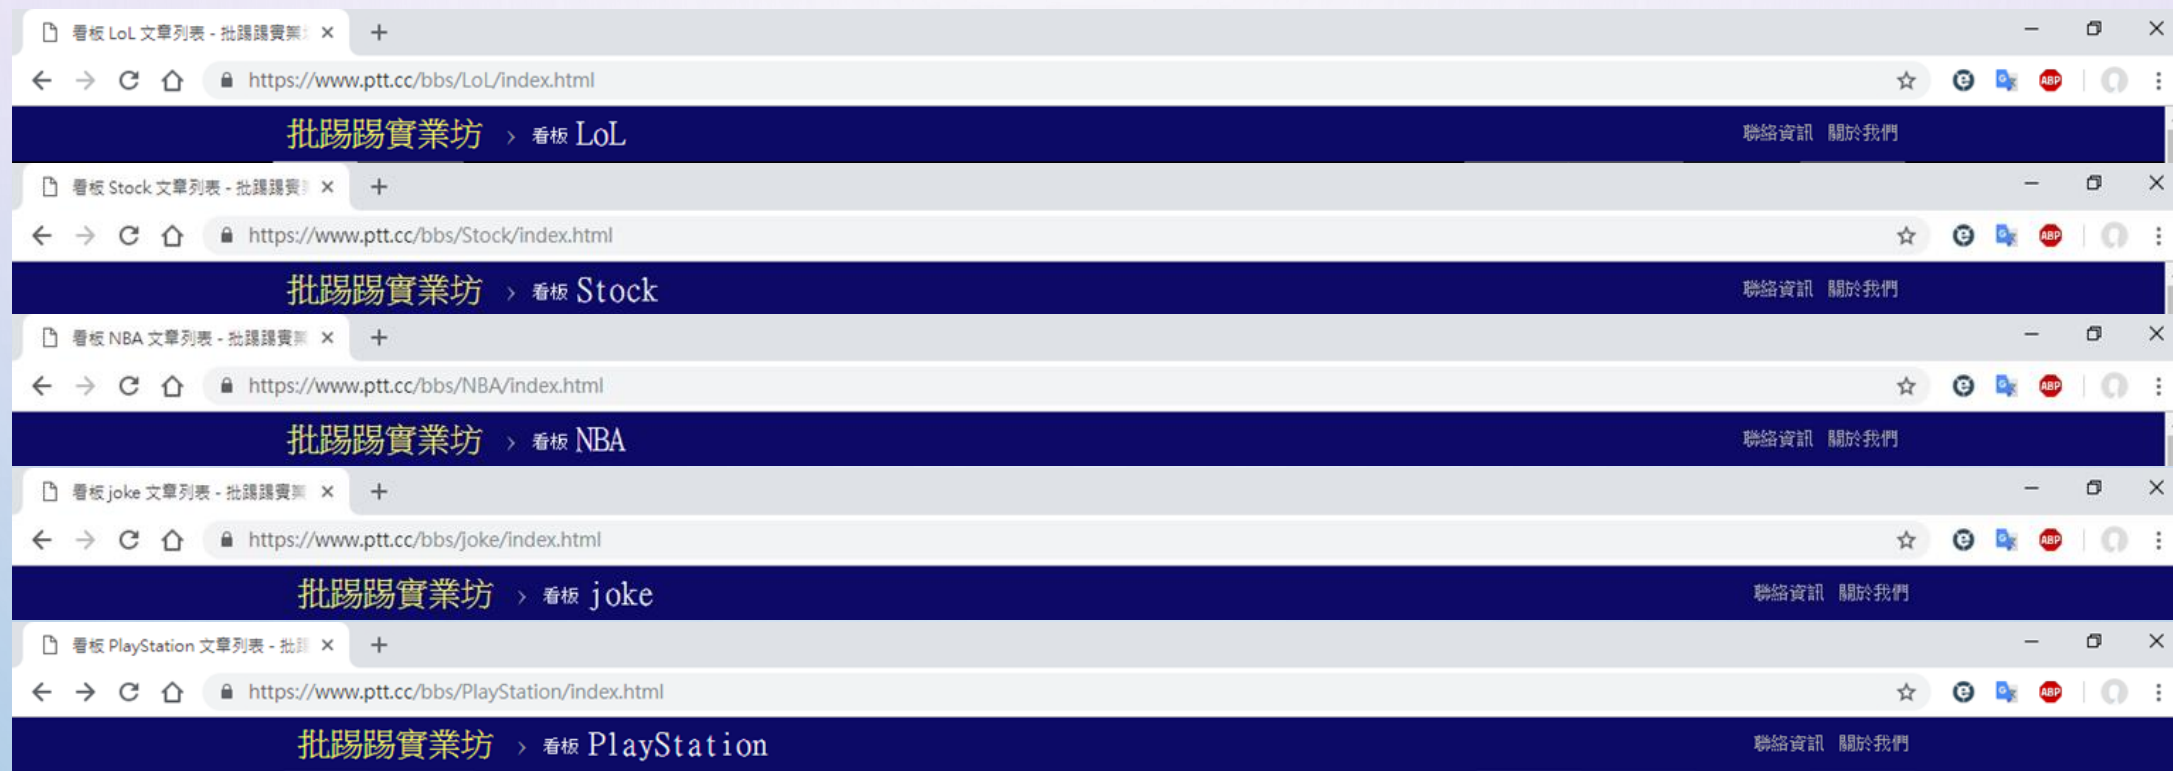 看板 LoL 文章列表 - 批踢踢實業
https://www.ptt.cc/bbs/LoL/index.html
ABP
批踢踢實業坊 › 看板 LoL 聯絡資訊 關於我們
看板 Stock 文章列表 - 批踢踢實
https://www.ptt.cc/bbs/Stock/index.html
ABP
批踢踢實業坊 › 看板 Stock 聯絡資訊 關於我們
看板 NBA 文章列表 - 批踢踢實業
https://www.ptt.cc/bbs/NBA/index.html
ABP
批踢踢實業坊 › 看板 NBA 聯絡資訊 關於我們
看板 joke 文章列表 - 批踢踢實業
https://www.ptt.cc/bbs/joke/index.html
ABP
批踢踢實業坊 › 看板 joke 聯絡資訊 關於我們
看板 PlayStation 文章列表 - 批踢
https://www.ptt.cc/bbs/PlayStation/index.html
ABP
批踢踢實業坊 › 看板 PlayStation 聯絡資訊 關於我們